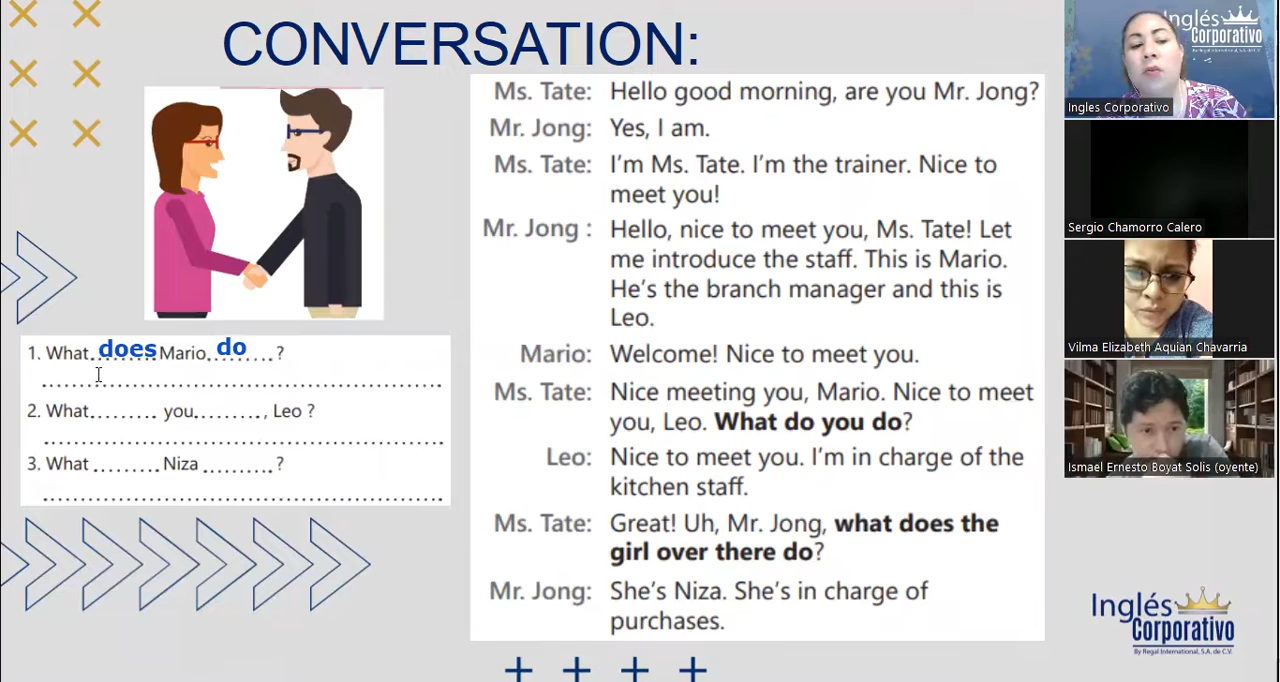 CONVERSATION:
Ms. Tate: Hello good morning, are you Mr. Jong?
Mr. Jong: Yes, I am.
Ms. Tate: I'm Ms. Tate. I'm the trainer. Nice to
meet you!
Mr. Jong : Hello, nice to meet you, Ms. Tate! Let
me introduce the staff. This is Mario.
He's the branch manager and this is
Leo.
Mario: Welcome! Nice to meet you.
Ms. Tate: Nice meeting you, Mario. Nice to meet
you, Leo. What do you do?
Leo: Nice to meet you. I'm in charge of the
kitchen staff.
Ms. Tate: Great! Uh, Mr. Jong, what does the
girl over there do?
Mr. Jong: She's Niza. She's in charge of
purchases.
1. What does Mario do ?
2. What......... you........., Leo ?
3. What ......... Niza ..........?
Inglés
Corporativo
By Regal International, S.A. de C.V.
Inglés
Corporativo
By Regal International, S.A. de C.V.
Ingles Corporativo
Sergio Chamorro Calero
Vilma Elizabeth Aquian Chavarria
Ismael Ernesto Boyat Solis (oyente)